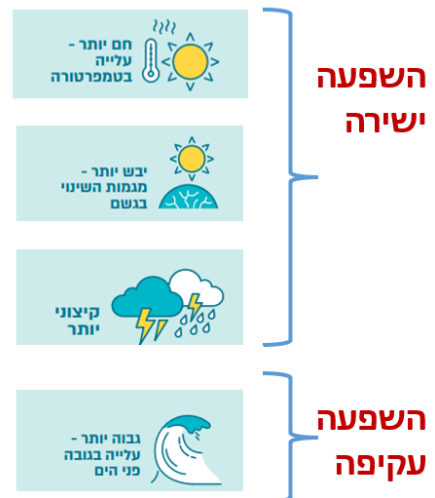 חם יותר -
עלייה
בטמפרטורה
השפעה
ישירה
יבש יותר -
מגמות השינוי
בגשם
קיצוני
יותר
גבוה יותר -
עלייה בגובה
פני הים
השפעה
עקיפה